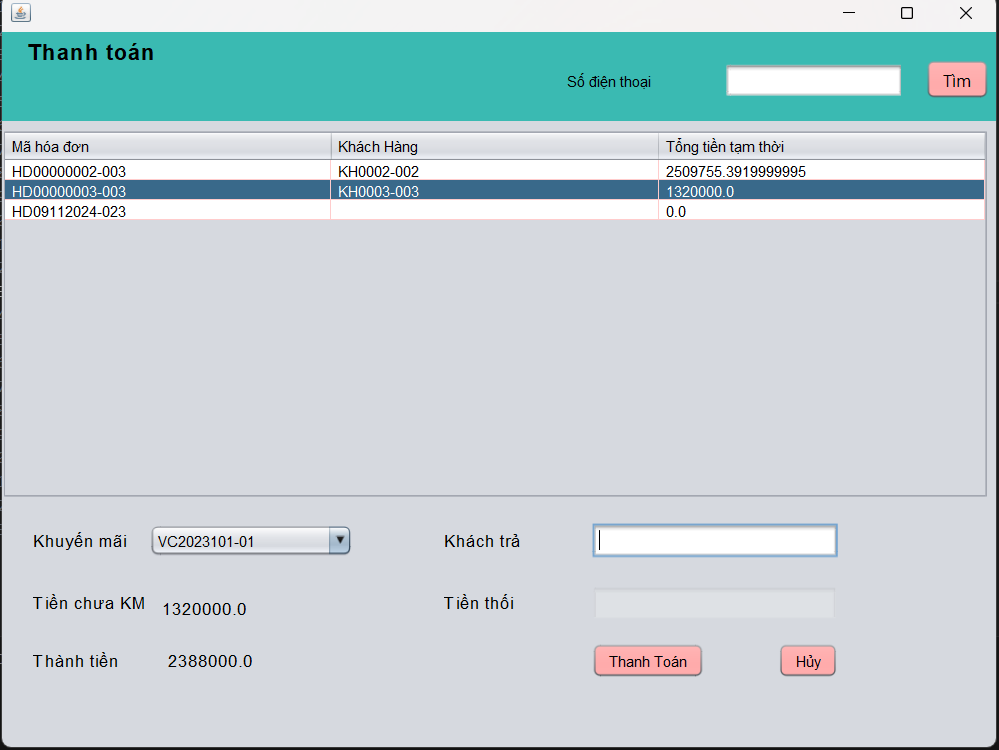 Thanh toán
Số điện thoại
Tìm
Mã hóa đơn Khách Hàng Tổng tiền tạm thời
HD00000002-003 KH0002-002 2509755.3919999995
HD00000003-003 KH0003-003 1320000.0
HD09112024-023 0.0
Khuyến mãi VC2023101-01 Khách trả
Tiền chưa KM 1320000.0 Tiền thối
Thành tiền 2388000.0 Thanh Toán Hủy